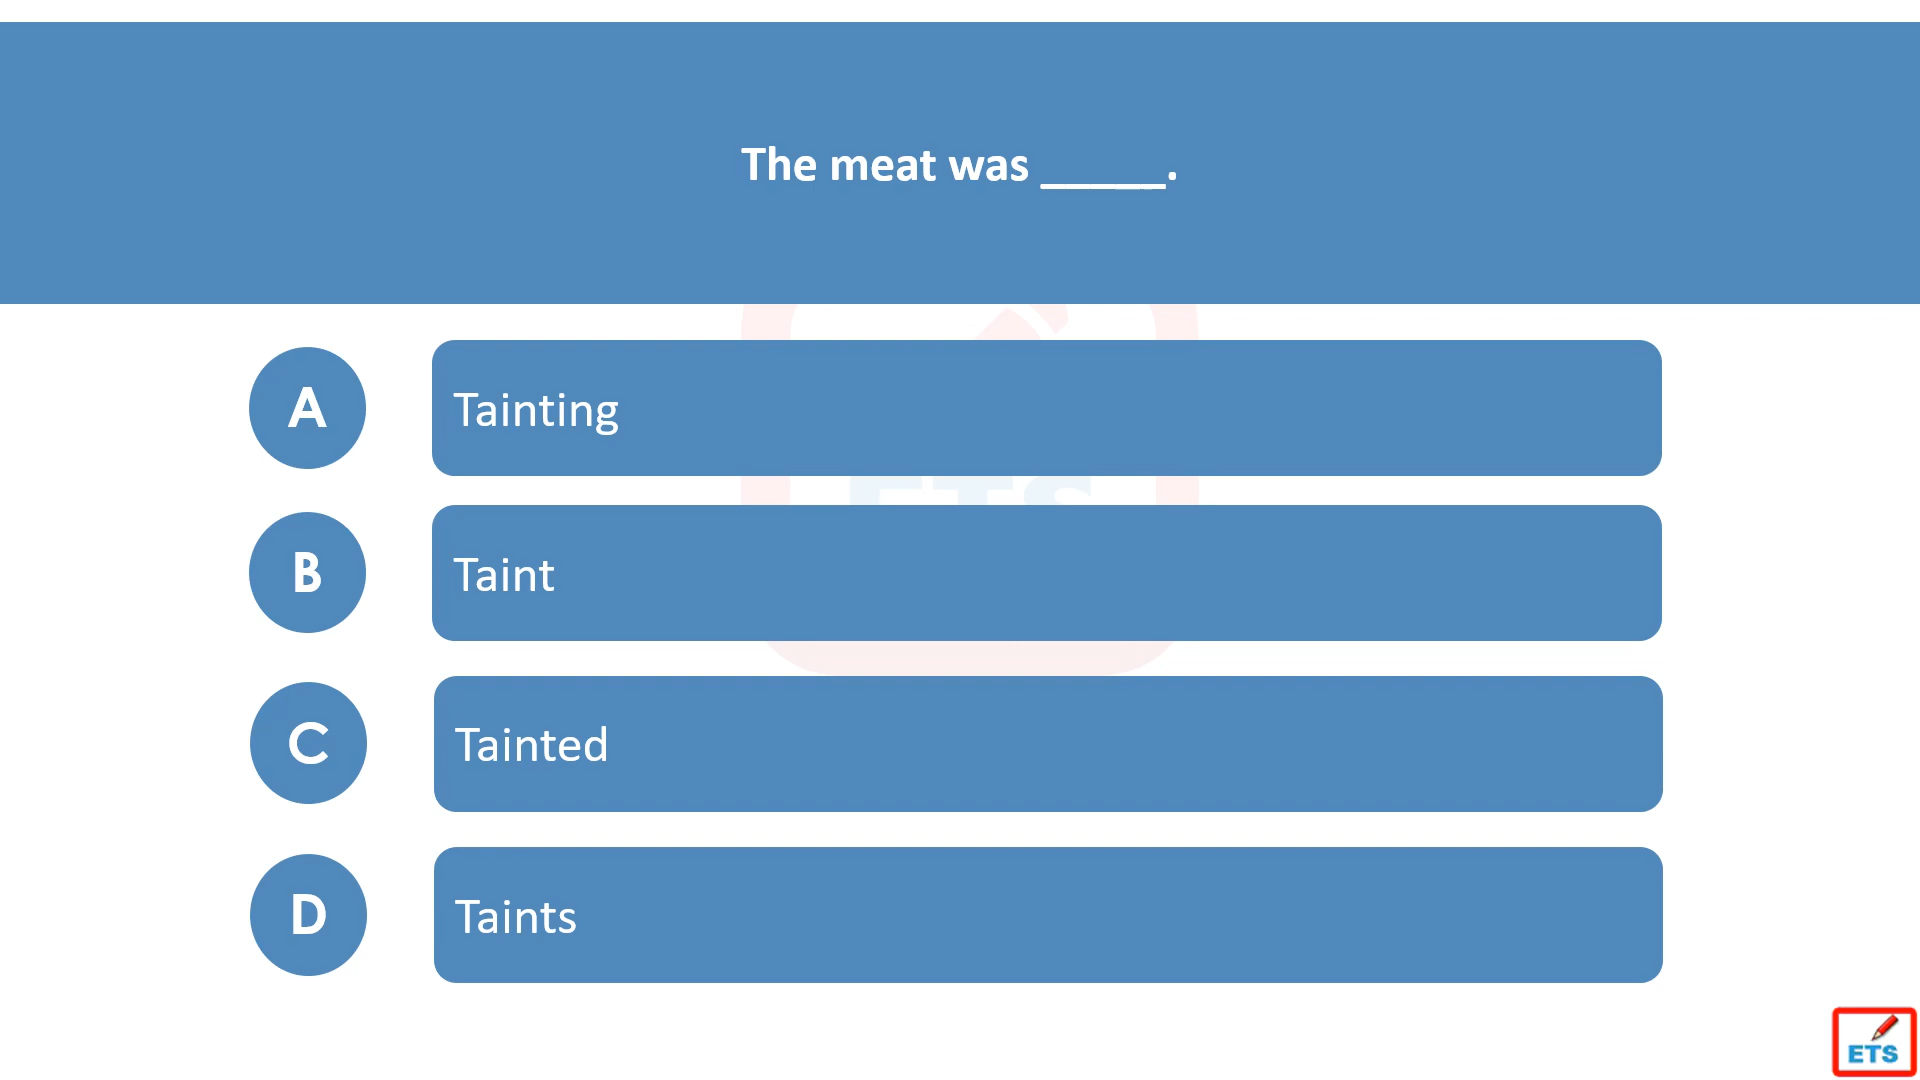 The meat was _____.
A
Tainting
B
Taint
C
Tainted
D
Taints
ETS